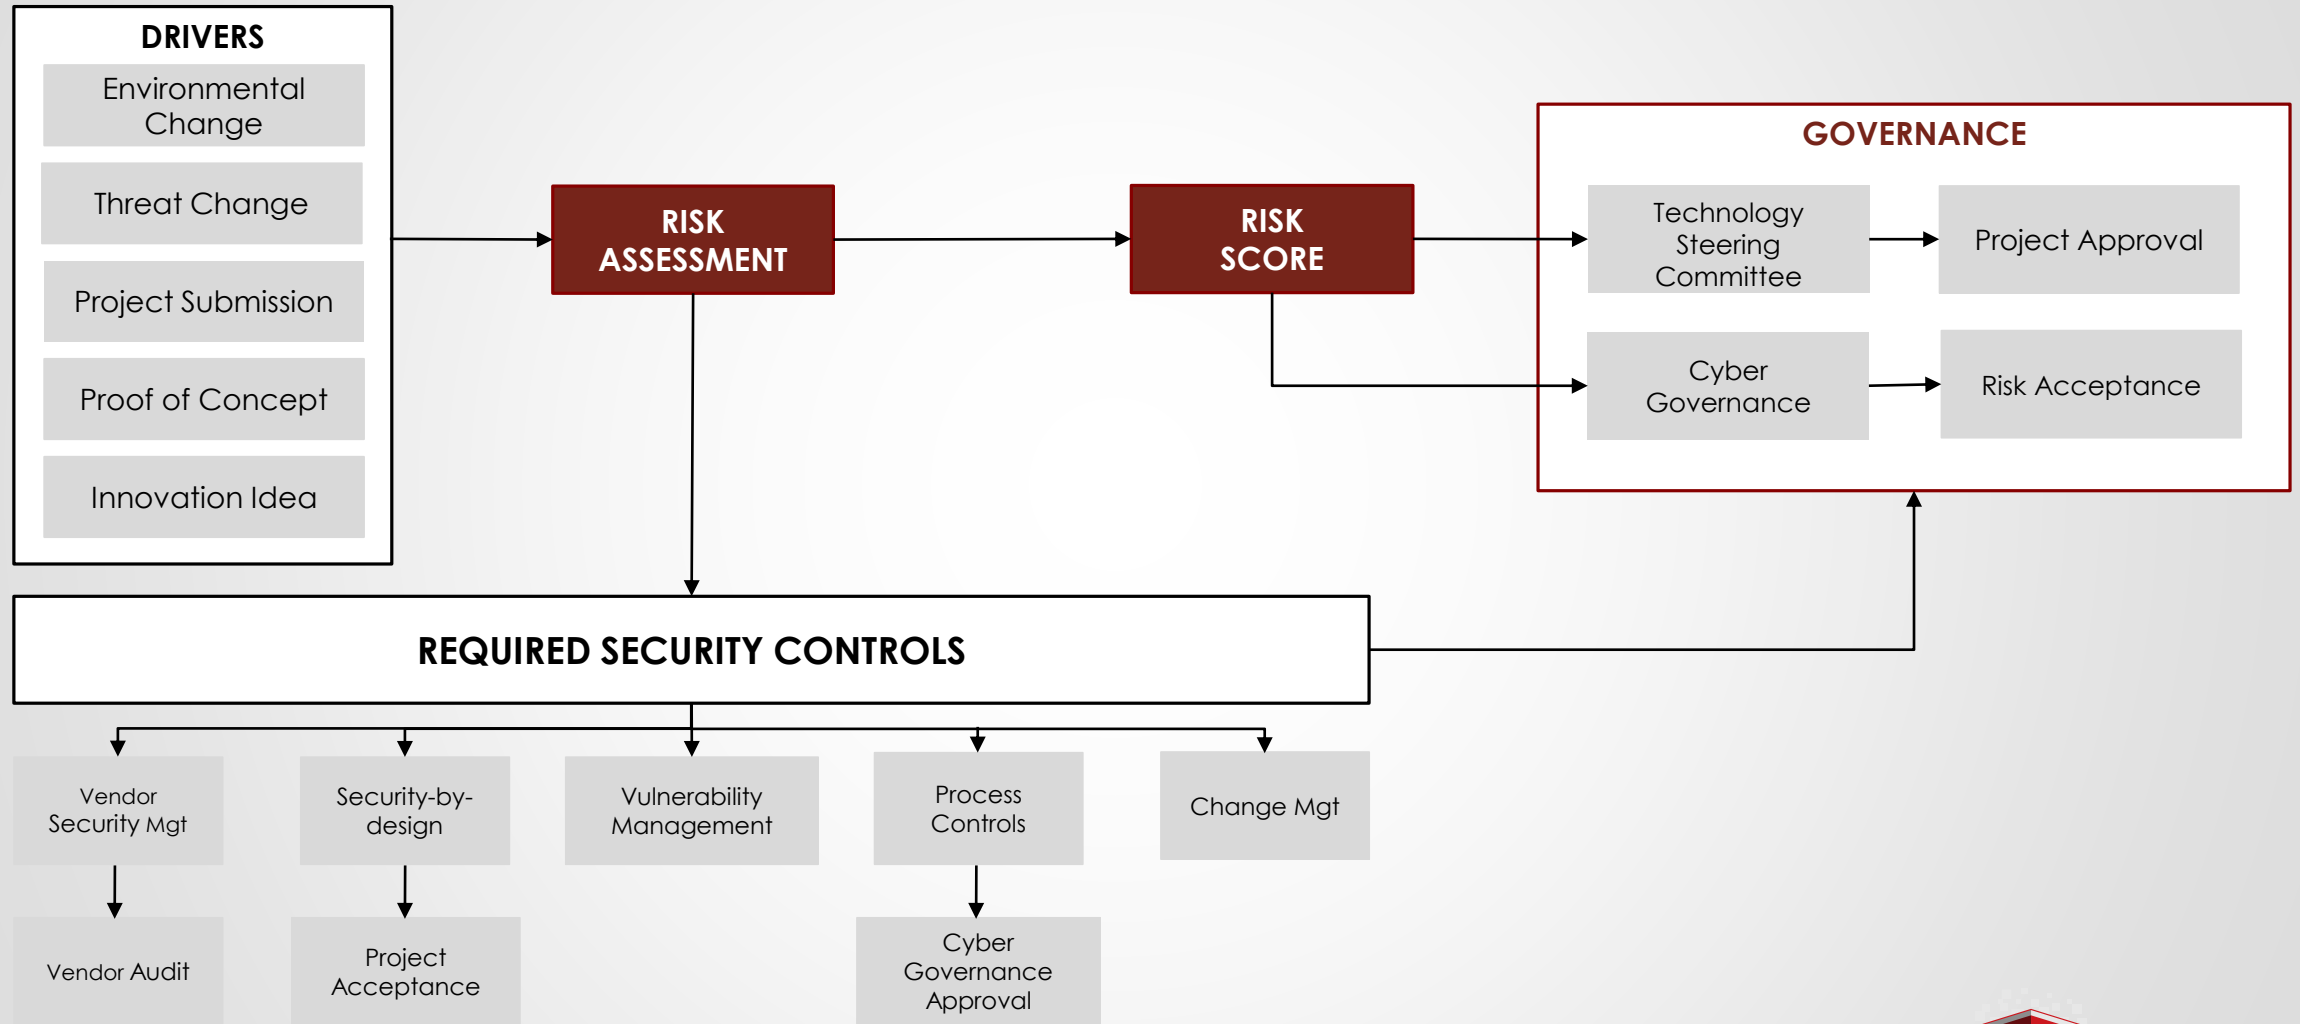 DRIVERS
Environmental
Change
Threat Change
Project Submission
Proof of Concept
Innovation Idea
RISK
ASSESSMENT
RISK
SCORE
GOVERNANCE
Technology
Steering
Committee
Project Approval
Cyber
Governance
Risk Acceptance
REQUIRED SECURITY CONTROLS
Vendor
Security Mgt
Security-by-
design
Vulnerability
Management
Process
Controls
Change Mgt
Vendor Audit
Project
Acceptance
Cyber
Governance
Approval